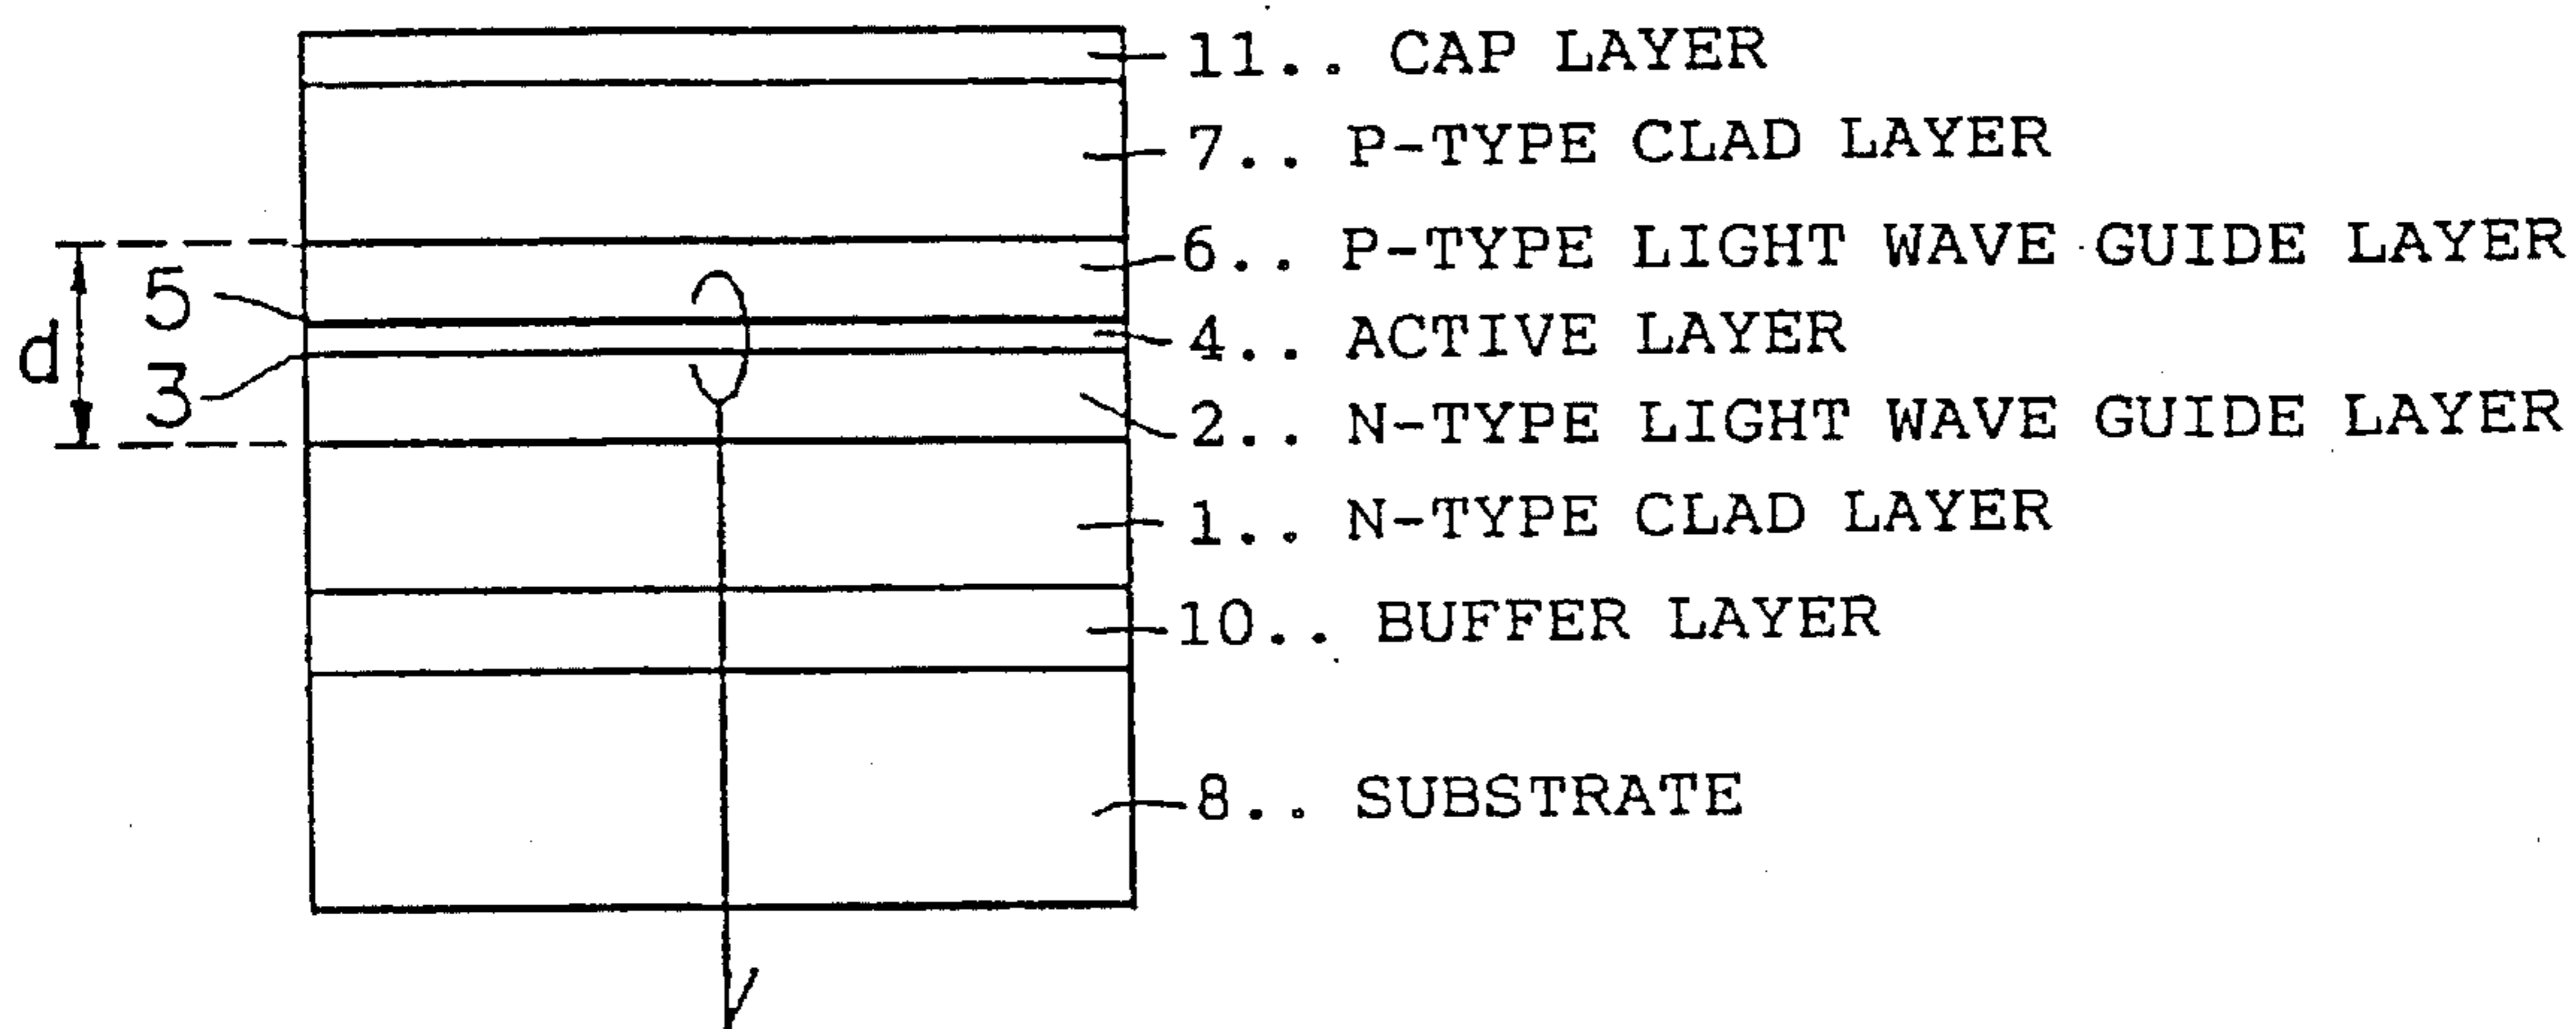 11.. CAP LAYER
7.. P-TYPE CLAD LAYER
6.. P-TYPE LIGHT WAVE GUIDE LAYER
5
4.. ACTIVE LAYER
d
3
2.. N-TYPE LIGHT WAVE GUIDE LAYER
1.. N-TYPE CLAD LAYER
10.. BUFFER LAYER
8.. SUBSTRATE